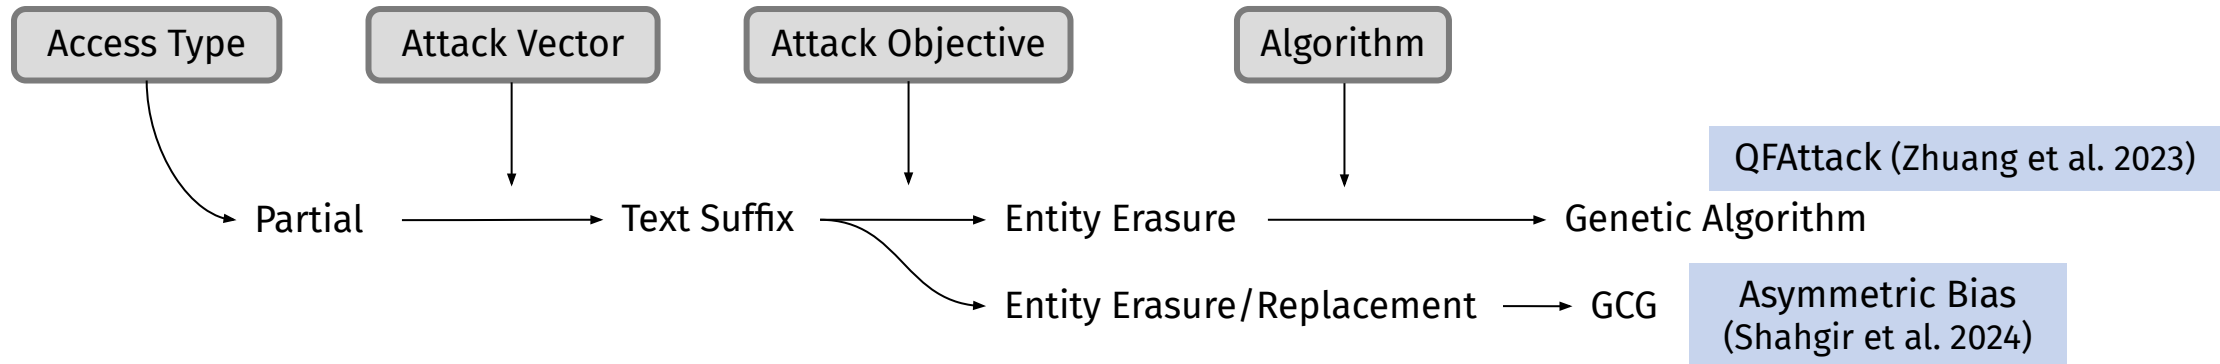 Access Type
Attack Vector
Attack Objective
Algorithm
QFAttack (Zhuang et al. 2023)
Partial
Text Suffix
Entity Erasure
Genetic Algorithm
Entity Erasure/Replacement
GCG
Asymmetric Bias
(Shahgir et al. 2024)